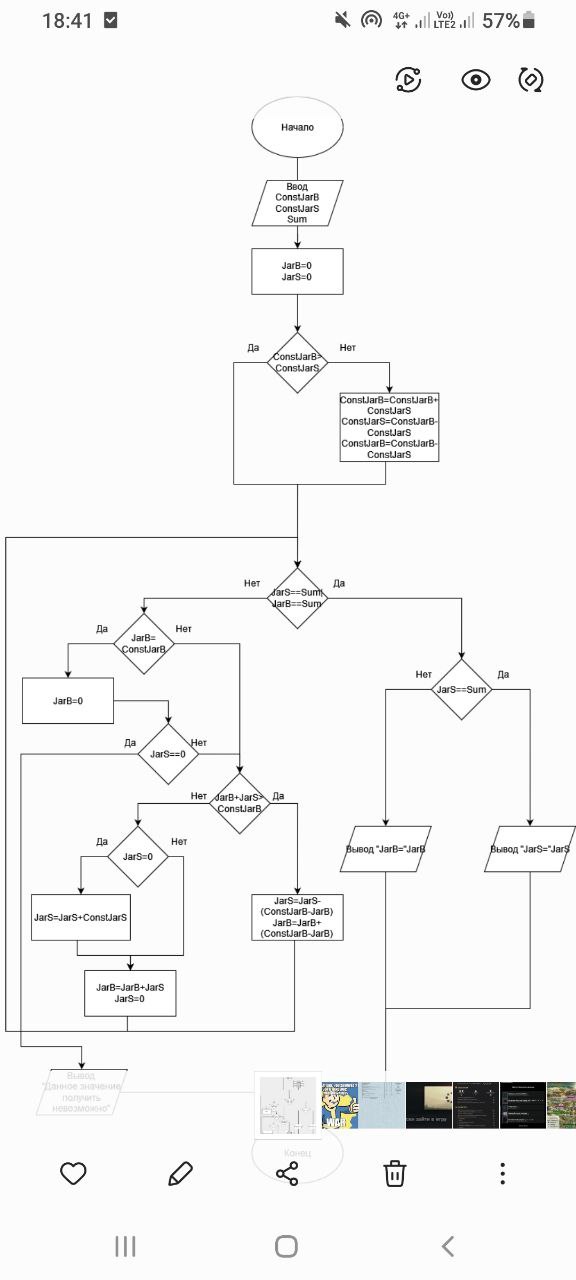 18:41
4G+
Vo))
LTE2
57%
Начало
Ввод
ConstJarB
ConstJarS
Sum
JarB=0
JarS=0
Да
Нет
ConstJarB=
ConstJarS
ConstJarB=ConstJarB+
ConstJarS
ConstJarS=ConstJarB-
ConstJarS
ConstJarB=ConstJarB-
ConstJarS
Нет
Да
JarS==Sum|
JarB==Sum
Да
Нет
JarB=
ConstJarB
Нет
Да
JarS==Sum
JarB=0
Да
Нет
JarS==0
Нет
Да
JarB+JarS>
ConstJarB
Да
Нет
JarS=0
Вывод "JarB="JarB
Вывод "JarS="JarS
JarS=JarS+ConstJarS
JarS=JarS-
(ConstJarB-JarB)
JarB=JarB+
(ConstJarB-JarB)
JarB=JarB+JarS
JarS=0
Вывод
"Данное значение
получить
невозможно"
Конец